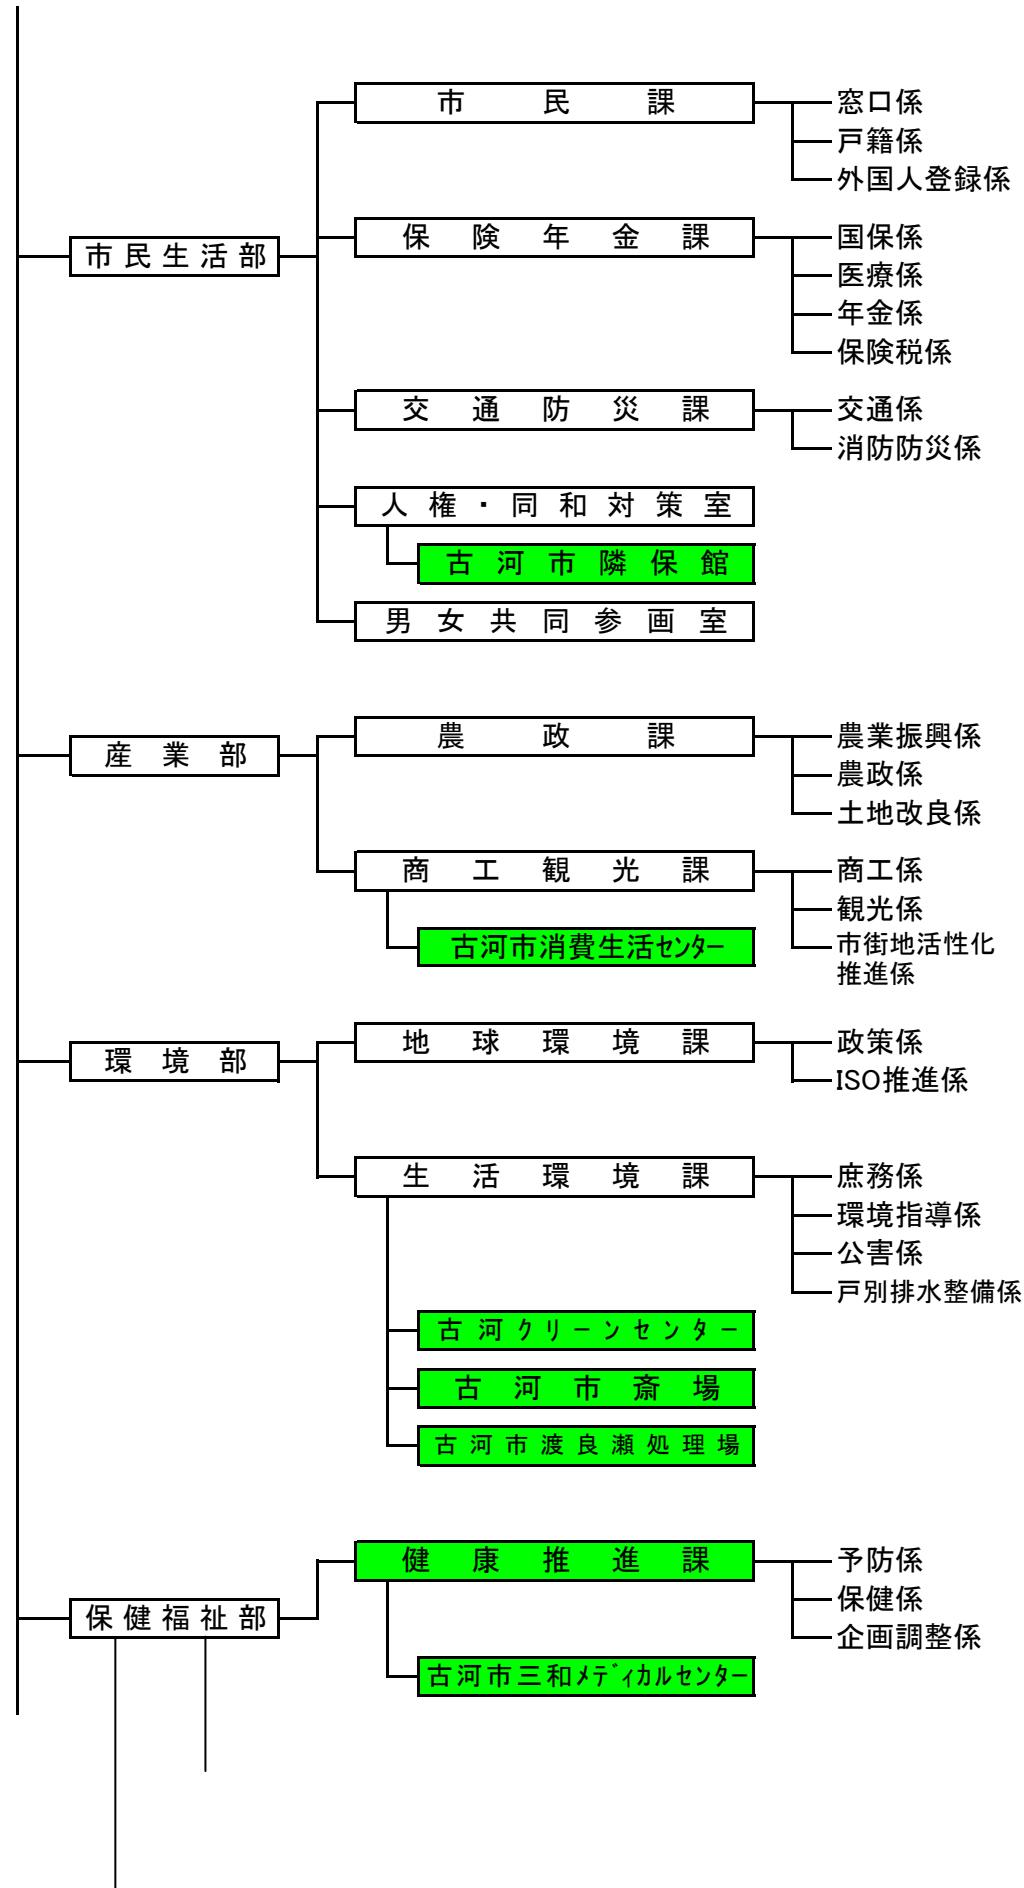 市民課
窓口係
戸籍係
外国人登録係
市民生活部
保険年金課
国保係
医療係
年金係
保険税係
交通防災課
交通係
消防防災係
人権・同和対策室
古河市隣保館
男女共同参画室
産業部
農政課
農業振興係
農政係
土地改良係
商工観光課
商工係
観光係
古河市消費生活ｾﾝﾀｰ
市街地活性化
推進係
環境部
地球環境課
政策係
ISO推進係
生活環境課
庶務係
環境指導係
公害係
戸別排水整備係
古河ｸﾘｰﾝｾﾝﾀｰ
古河市斎場
古河市渡良瀬処理場
保健福祉部
健康推進課
予防係
保健係
企画調整係
古河市三和ﾒﾃﾞｨｶﾙｾﾝﾀｰ